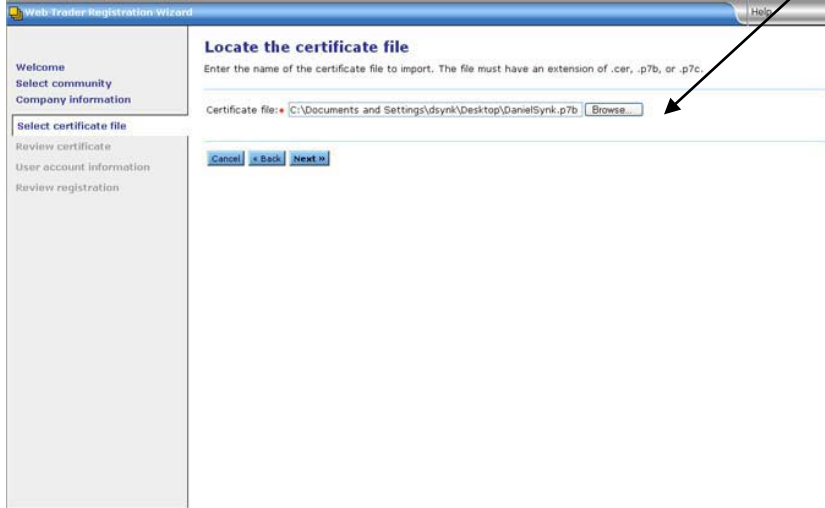 Web Trader Registration Wizard
Help
Welcome
Select community
Company information
Select certificate file
Review certificate
User account information
Review registration
Locate the certificate file
Enter the name of the certificate file to import. The file must have an extension of .cer, .p7b, or .p7c.
Certificate file:• C:\Documents and Settings\dsynk\Desktop\DanielSynk.p7b Browse...
Cancel « Back Next »